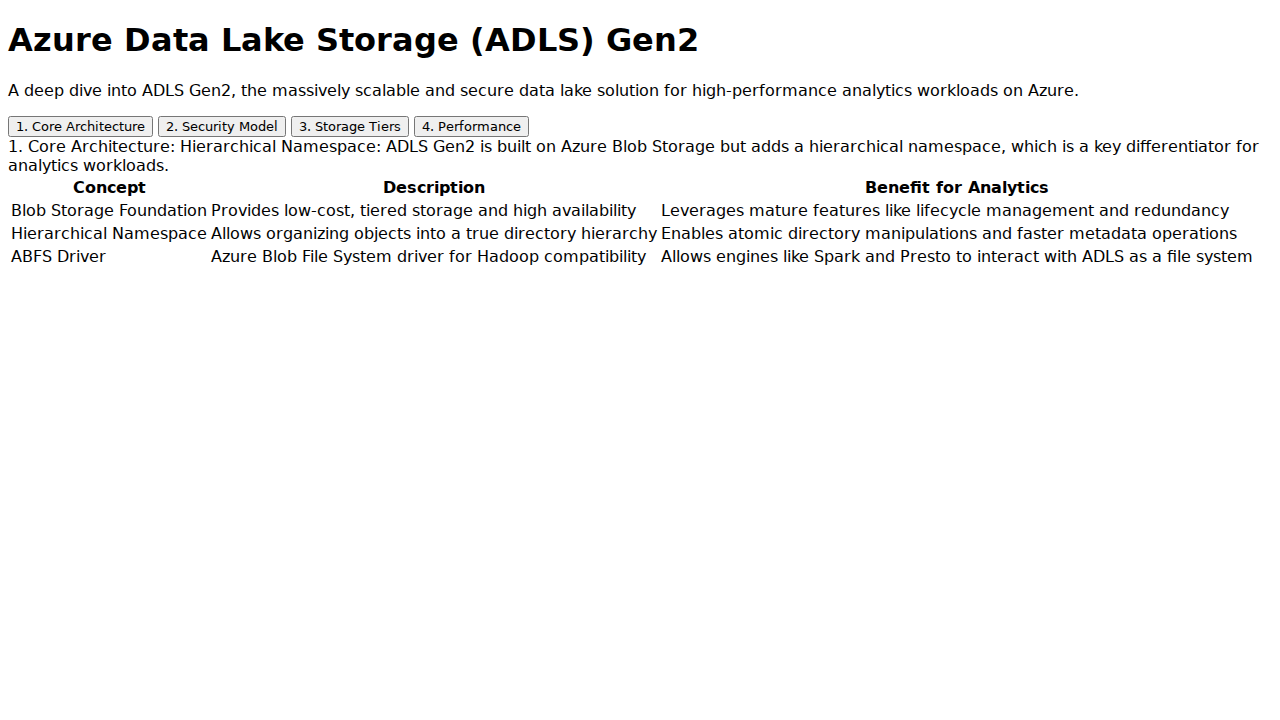 Azure Data Lake Storage (ADLS) Gen2
A deep dive into ADLS Gen2, the massively scalable and secure data lake solution for high-performance analytics workloads on Azure.
1. Core Architecture 2. Security Model 3. Storage Tiers 4. Performance
1. Core Architecture: Hierarchical Namespace: ADLS Gen2 is built on Azure Blob Storage but adds a hierarchical namespace, which is a key differentiator for
analytics workloads.
Concept Description Benefit for Analytics
Blob Storage Foundation Provides low-cost, tiered storage and high availability Leverages mature features like lifecycle management and redundancy
Hierarchical Namespace Allows organizing objects into a true directory hierarchy Enables atomic directory manipulations and faster metadata operations
ABFS Driver Azure Blob File System driver for Hadoop compatibility Allows engines like Spark and Presto to interact with ADLS as a file system